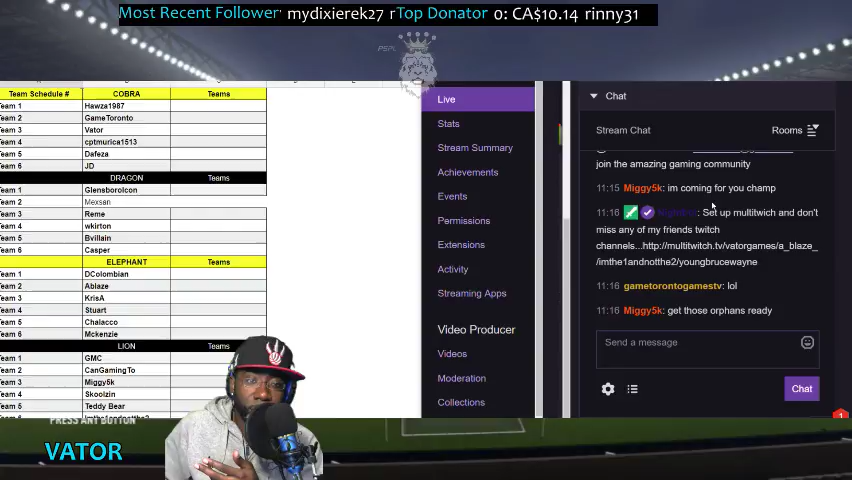 Most Recent Follower mydixierek27 r Top Donator 0: CA$10.14 rinny31
PSPL
Team Schedule # COBRA Teams
Team 1 Hawza1987
Team 2 GameToronto
Team 3 Vator
Team 4 cptmurica1513
Team 5 Dafeza
Team 6 JD
DRAGON Teams
Team 1 Glensborolcon
Team 2 Mexsan
Team 3 Reme
Team 4 wkirton
Team 5 Bvillain
Team 6 Casper
ELEPHANT Teams
Team 1 DColombian
Team 2 Ablaze
Team 3 KrisA
Team 4 Stuart
Team 5 Chalacco
Team 6 Mckenzie
LION Teams
Team 1 GMC
Team 2 CanGamingTo
Team 3 Miggy5k
Team 4 Skoolzin
Team 5 Teddy Bear
Team 6 imthe1andnotthe2
PRESS ANY BUTTON
VATOR
Live
Stats
Stream Summary
Achievements
Events
Permissions
Extensions
Activity
Streaming Apps
Video Producer
Videos
Moderation
Collections
Chat
Stream Chat Rooms
join the amazing gaming community
11:15 Miggy5k: im coming for you champ
11:16 : Set up multitwich and don't
miss any of my friends twitch
channels...http://multitwitch.tv/vatorgames/a_blaze_
/imthe1andnotthe2/youngbrucewayne
11:16 gametorontogamestv: lol
11:16 Miggy5k: get those orphans ready
Send a message
Chat
1